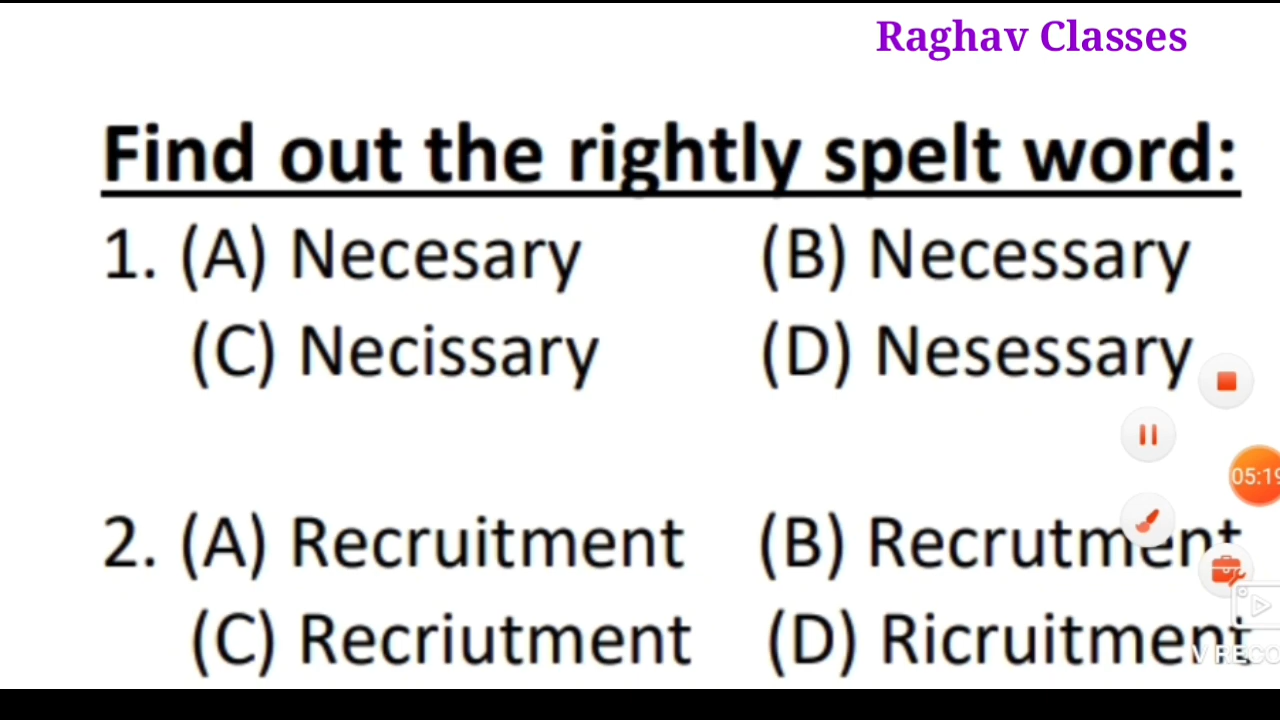 Raghav Classes
Find out the rightly spelt word:
1. (A) Necesary (B) Necessary
(C) Necissary (D) Nesessary
05:19
2. (A) Recruitment (B) Recrutment
(C) Recriutment (D) Ricruitment
V RECO